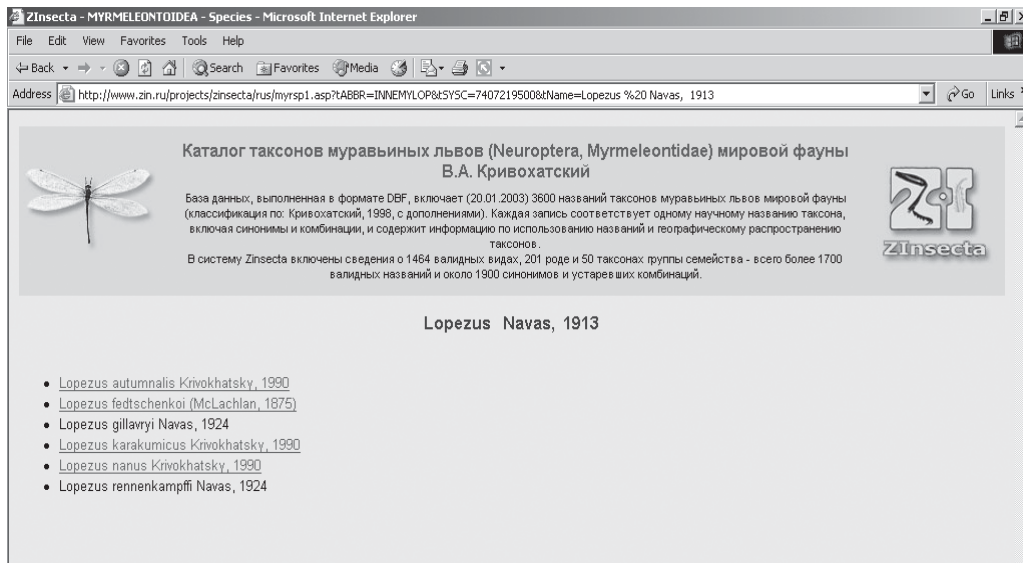 ZInsecta - MYRMELEONTOIDEA - Species - Microsoft Internet Explorer
File Edit View Favorites Tools Help
Back Search Favorites Media
Address http://www.zin.ru/projects/zinsecta/rus/myrsp1.asp?tABBR=INNEMYLOP&tSYSC=7407219500&tName=Lopezus %20 Navas, 1913 Go Links
Каталог таксонов муравьиных львов (Neuroptera, Myrmeleontidae) мировой фауны
В.А. Кривохатский
База данных, выполненная в формате DBF, включает (20.01.2003) 3600 названий таксонов муравьиных львов мировой фауны
(классификация по: Кривохатский, 1998, с дополнениями). Каждая запись соответствует одному научному названию таксона,
включая синонимы и комбинации, и содержит информацию по использованию названий и географическому распространению
таксонов.
В систему Zinsecta включены сведения о 1464 валидных видах, 201 роде и 50 таксонах группы семейства - всего более 1700
валидных названий и около 1900 синонимов и устаревших комбинаций.
ZInsecta
Lopezus Navas, 1913
• Lopezus autumnalis Krivokhatsky, 1990
• Lopezus fedtschenkoi (McLachlan, 1875)
• Lopezus gillavryi Navas, 1924
• Lopezus karakumicus Krivokhatsky, 1990
• Lopezus nanus Krivokhatsky, 1990
• Lopezus rennenkampffi Navas, 1924